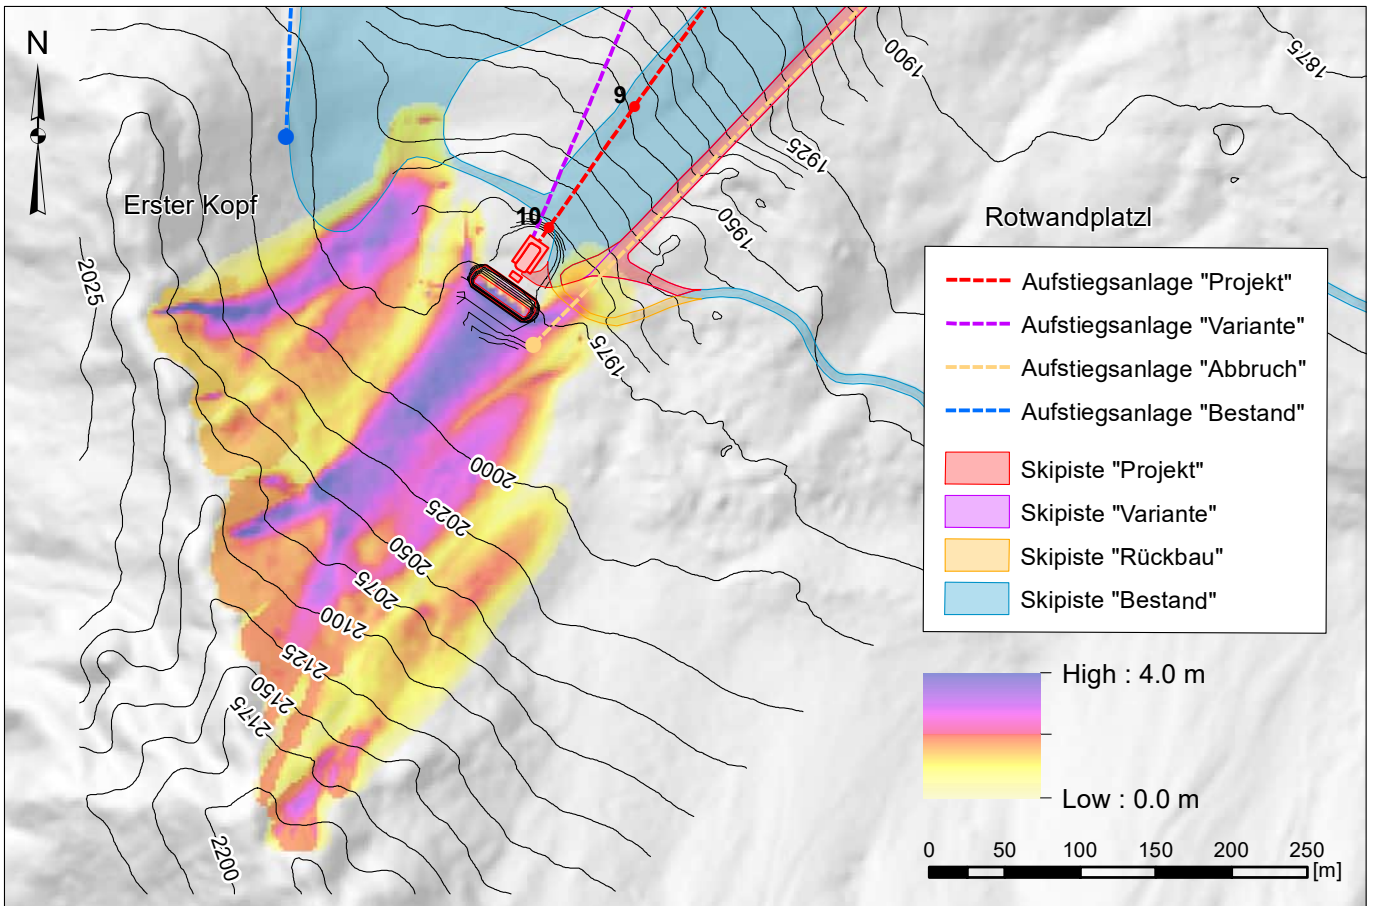 N
Erster Kopf
Rotwandplatzl
9
10
1900
1875
1925
1950
1975
2025
2000
2025
2050
2075
2100
2125
2150
2175
2200
Aufstiegsanlage "Projekt"
Aufstiegsanlage "Variante"
Aufstiegsanlage "Abbruch"
Aufstiegsanlage "Bestand"
Skipiste "Projekt"
Skipiste "Variante"
Skipiste "Rückbau"
Skipiste "Bestand"
High : 4.0 m
Low : 0.0 m
0 50 100 150 200 250
[m]